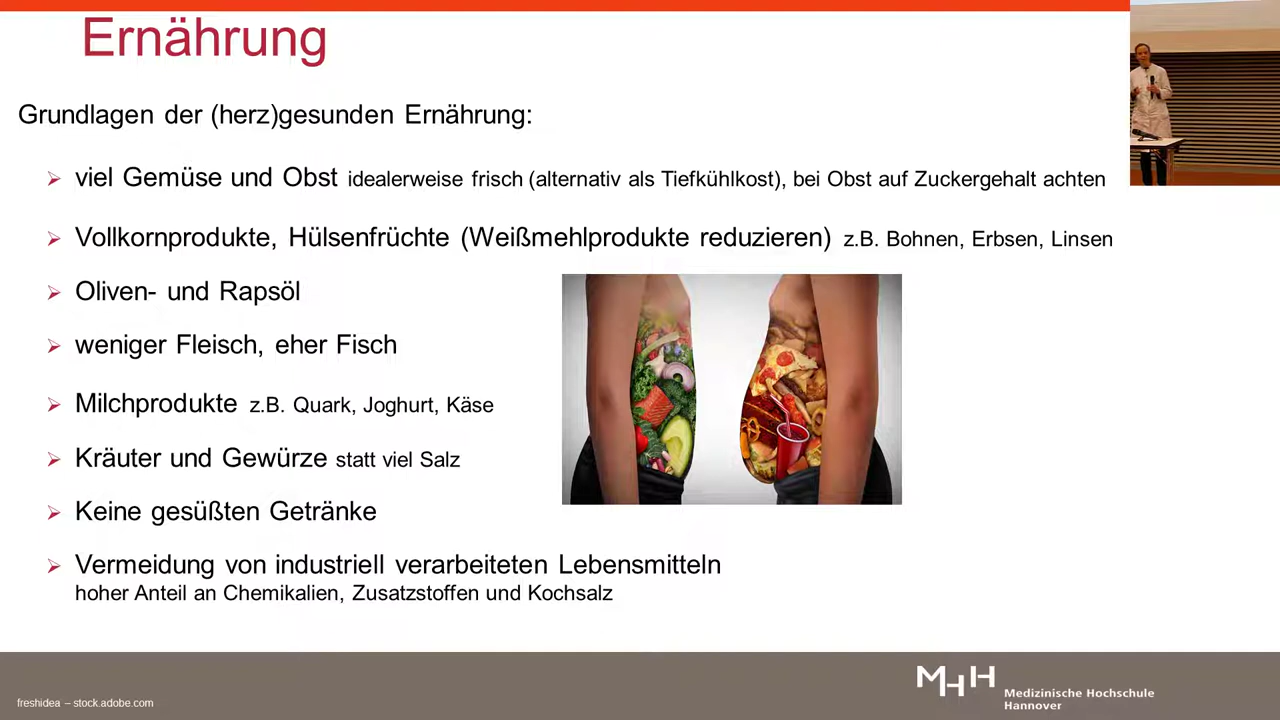 Ernährung
Grundlagen der (herz)gesunden Ernährung:
➢ viel Gemüse und Obst idealerweise frisch (alternativ als Tiefkühlkost), bei Obst auf Zuckergehalt achten
➢ Vollkornprodukte, Hülsenfrüchte (Weißmehlprodukte reduzieren) z.B. Bohnen, Erbsen, Linsen
➢ Oliven- und Rapsöl
➢ weniger Fleisch, eher Fisch
➢ Milchprodukte z.B. Quark, Joghurt, Käse
➢ Kräuter und Gewürze statt viel Salz
➢ Keine gesüßten Getränke
➢ Vermeidung von industriell verarbeiteten Lebensmitteln
hoher Anteil an Chemikalien, Zusatzstoffen und Kochsalz
freshidea – stock.adobe.com
MHH
Medizinische Hochschule
Hannover